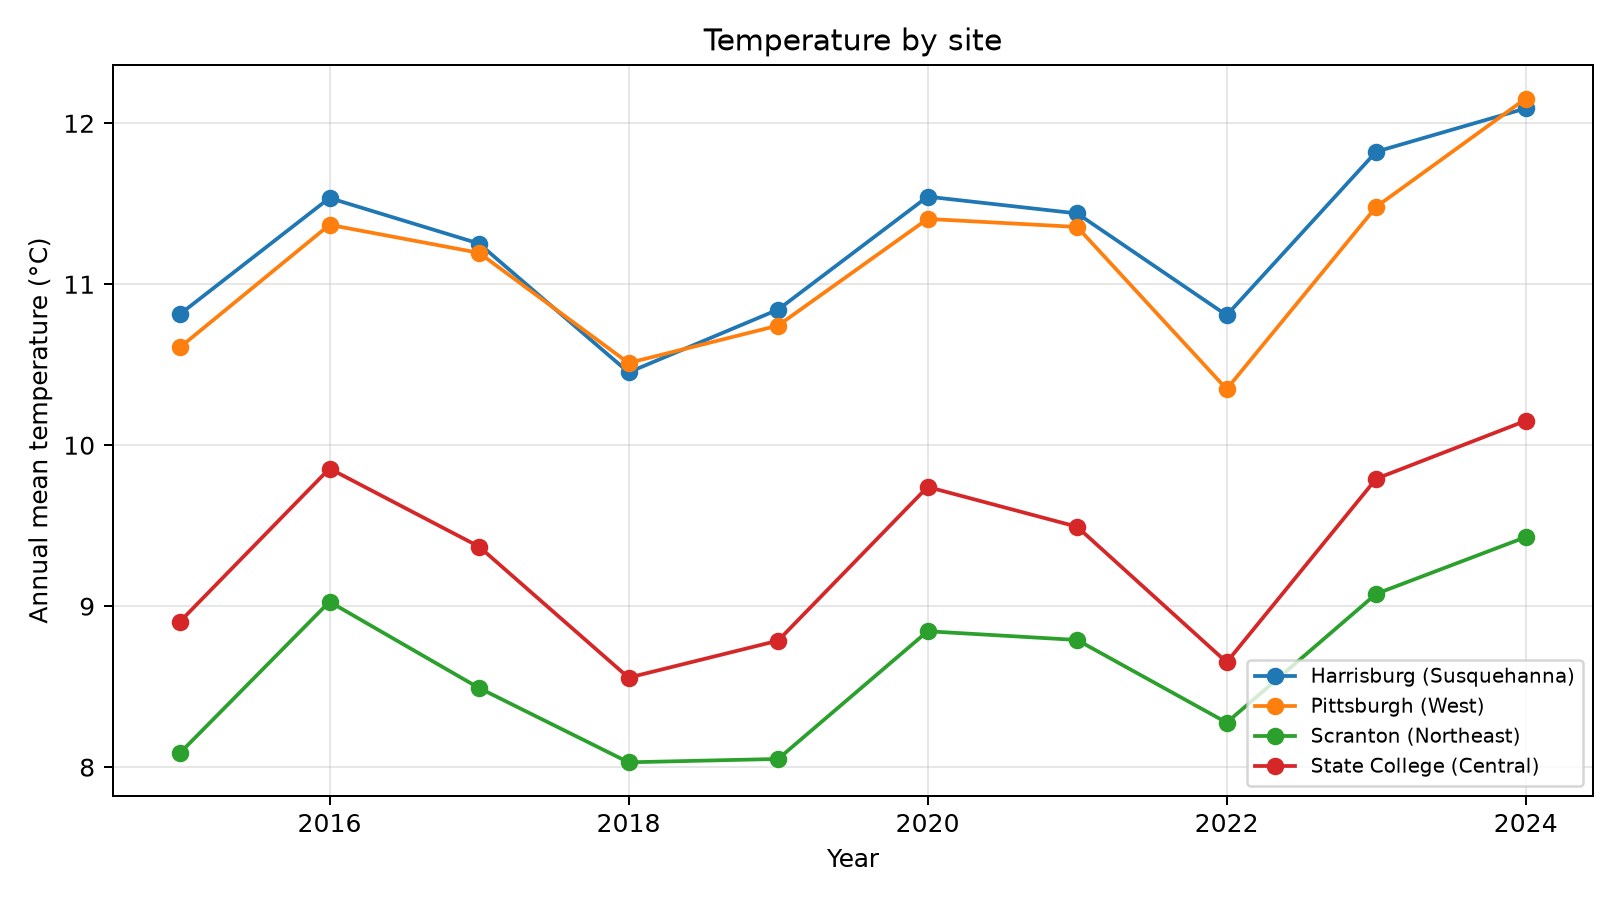 Temperature by site
Annual mean temperature (°C)
12
11
10
9
8
Harrisburg (Susquehanna)
Pittsburgh (West)
Scranton (Northeast)
State College (Central)
2016 2018 2020 2022 2024
Year